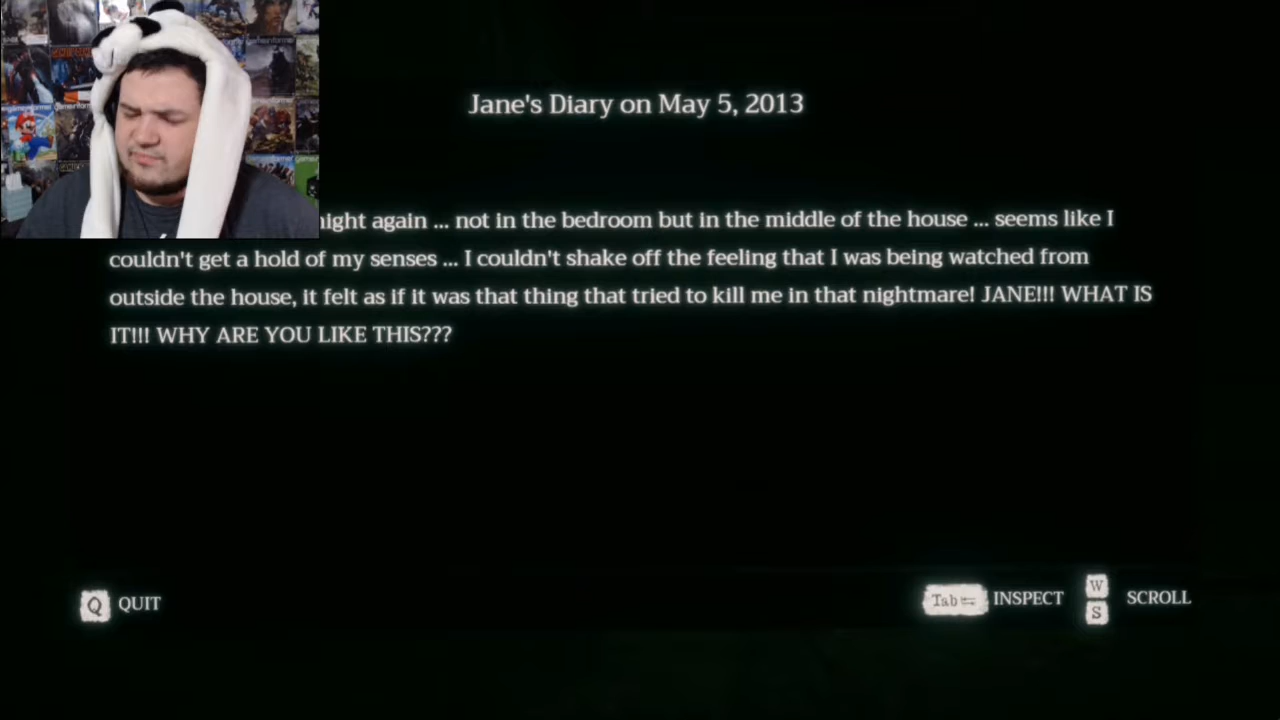 Jane's Diary on May 5, 2013
night again ... not in the bedroom but in the middle of the house ... seems like I
couldn't get a hold of my senses ... I couldn't shake off the feeling that I was being watched from
outside the house, it felt as if it was that thing that tried to kill me in that nightmare! JANE!!! WHAT IS
IT!!! WHY ARE YOU LIKE THIS???
Q QUIT
Tab INSPECT
W
S
SCROLL